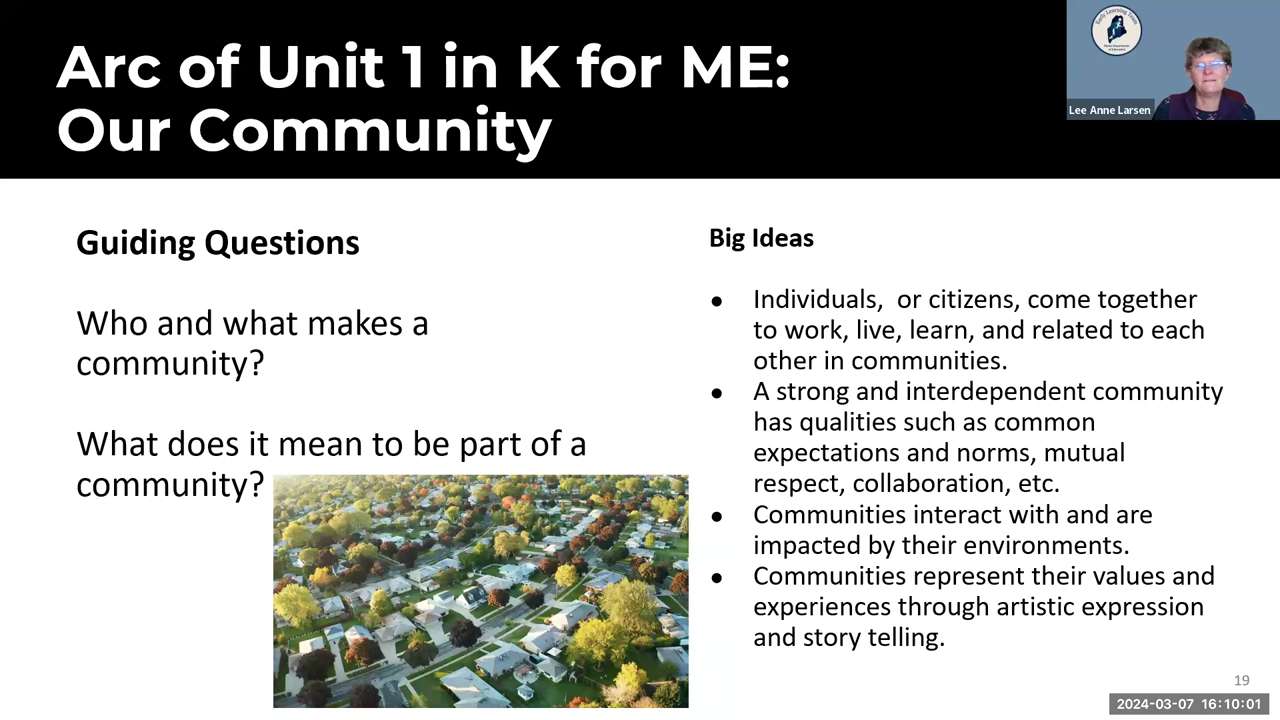 Arc of Unit 1 in K for ME:
Our Community
Early Learning Team
Lee Anne Larsen
Guiding Questions
Who and what makes a
community?
What does it mean to be part of a
community?
Big Ideas
● Individuals,  or citizens, come together
to work, live, learn, and related to each
other in communities.
● A strong and interdependent community
has qualities such as common
expectations and norms, mutual
respect, collaboration, etc.
● Communities interact with and are
impacted by their environments.
● Communities represent their values and
experiences through artistic expression
and story telling.
19
2024-03-07 16:10:01